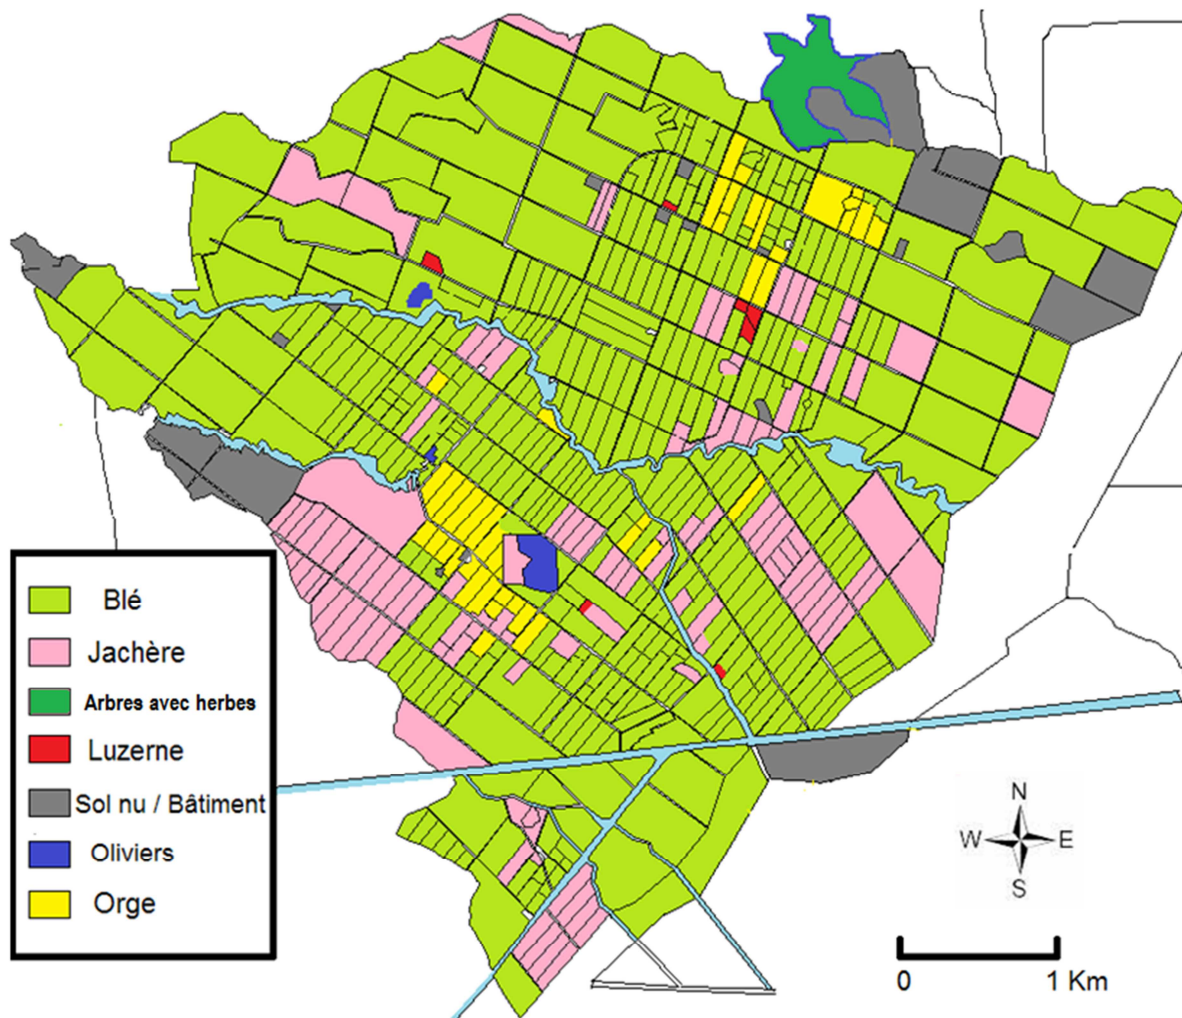 Blé
Jachère
Arbres avec herbes
Luzerne
Sol nu / Bâtiment
Oliviers
Orge
N
W E
S
0 1 Km